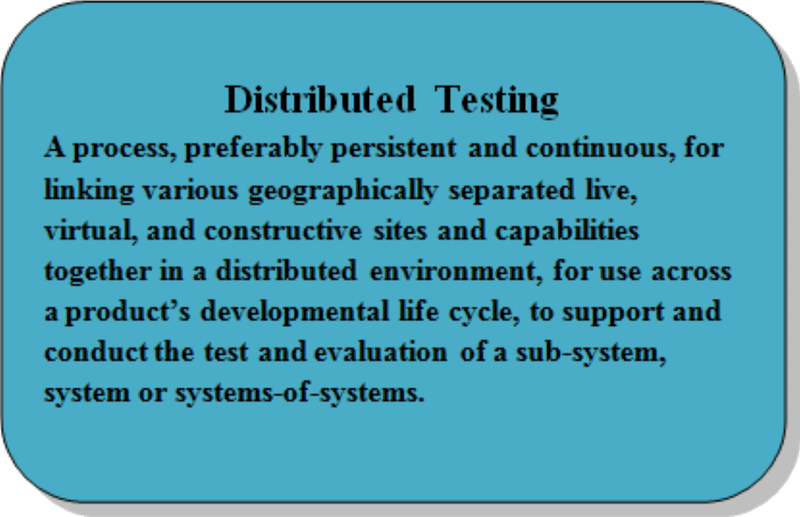 Distributed Testing
A process, preferably persistent and continuous, for
linking various geographically separated live,
virtual, and constructive sites and capabilities
together in a distributed environment, for use across
a product’s developmental life cycle, to support and
conduct the test and evaluation of a sub-system,
system or systems-of-systems.